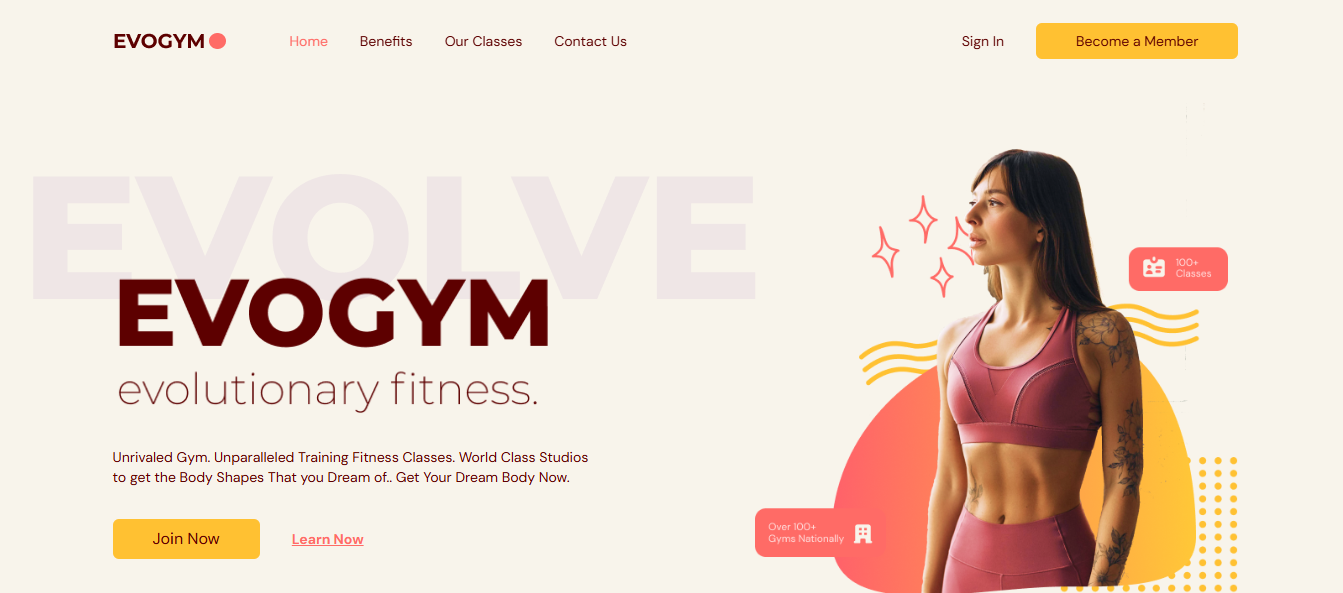 EVOGYM
Home
Benefits
Our Classes
Contact Us
Sign In
Become a Member
EVOLVE
EVOGYM
evolutionary fitness.
Unrivaled Gym. Unparalleled Training Fitness Classes. World Class Studios
to get the Body Shapes That you Dream of.. Get Your Dream Body Now.
Join Now
Learn Now
100+
Classes
Over 100+
Gyms Nationally